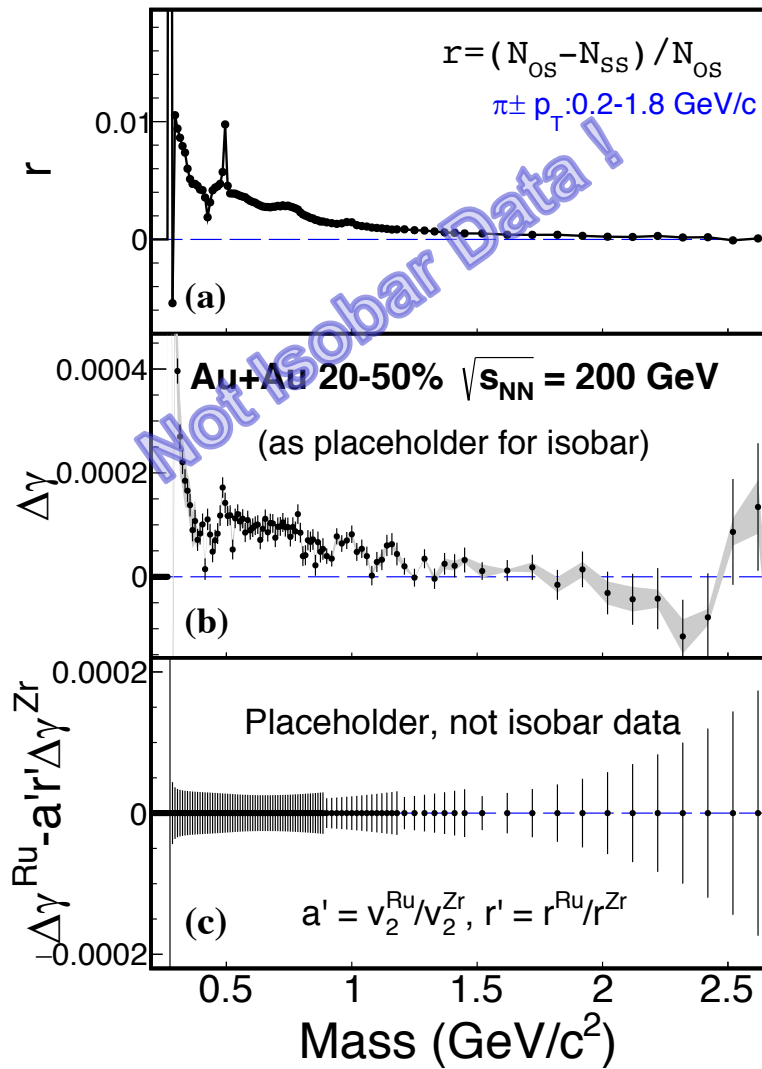 r=(N_OS−N_SS)/N_OS
π± p_T:0.2-1.8 GeV/c
0.01
r
0
(a)
Not Isobar Data !
0.0004
Au+Au 20-50% √s_NN = 200 GeV
(as placeholder for isobar)
0.0002
Δγ
0
(b)
0.0002
Placeholder, not isobar data
Δγ^Ru-a'r'Δγ^Zr
0
(c)
a' = v_2^Ru/v_2^Zr, r' = r^Ru/r^Zr
−0.0002
0.5 1 1.5 2 2.5
Mass (GeV/c^2)